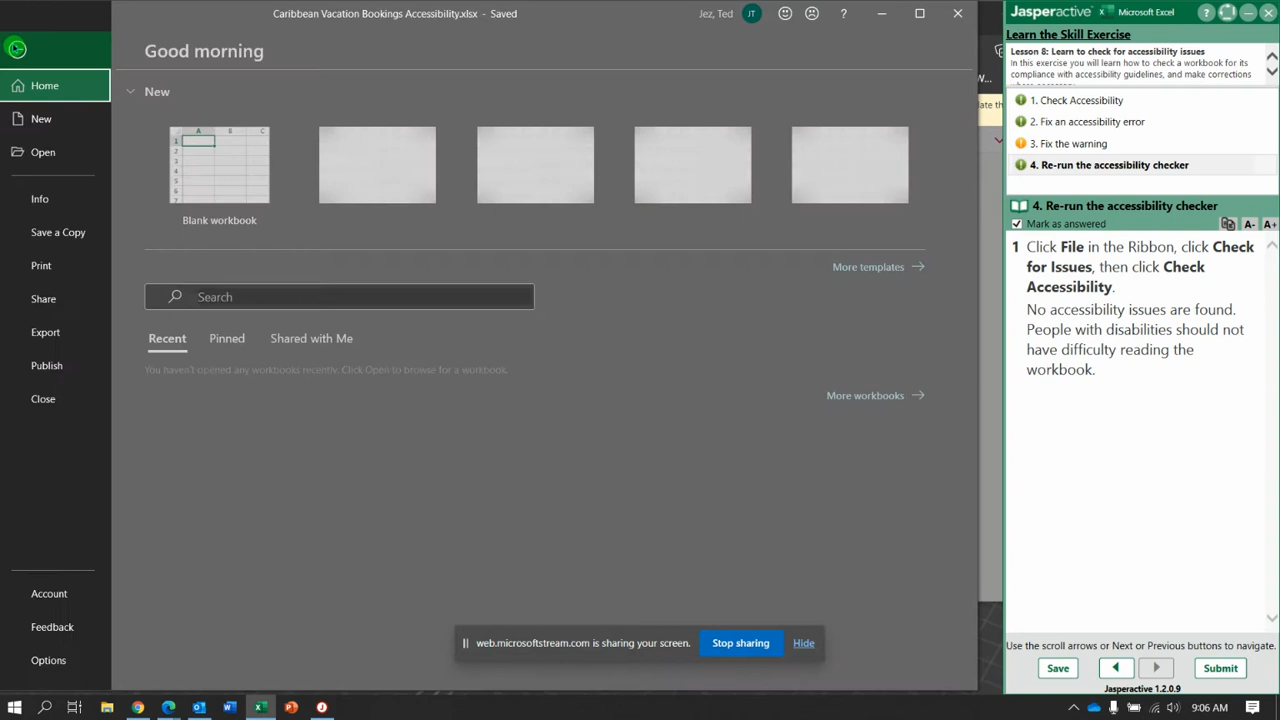 Caribbean Vacation Bookings Accessibility.xlsx - Saved
Jez, Ted
JT
?
Home
New
Open
Info
Save a Copy
Print
Share
Export
Publish
Close
Account
Feedback
Options
Good morning
New
A B C
1
2
3
4
5
6
7
Blank workbook
More templates
Search
Recent
Pinned
Shared with Me
You haven't opened any workbooks recently. Click Open to browse for a workbook.
More workbooks
web.microsoftstream.com is sharing your screen.
Stop sharing
Hide
W...
ate th
Jasperactive Microsoft Excel
?
Learn the Skill Exercise
Lesson 8: Learn to check for accessibility issues
In this exercise you will learn how to check a workbook for its
compliance with accessibility guidelines, and make corrections
1. Check Accessibility
2. Fix an accessibility error
3. Fix the warning
4. Re-run the accessibility checker
4. Re-run the accessibility checker
Mark as answered
A- A+
1 Click File in the Ribbon, click Check
for Issues, then click Check
Accessibility.
No accessibility issues are found.
People with disabilities should not
have difficulty reading the
workbook.
Use the scroll arrows or Next or Previous buttons to navigate.
Save
Submit
Jasperactive 1.2.0.9
9:06 AM